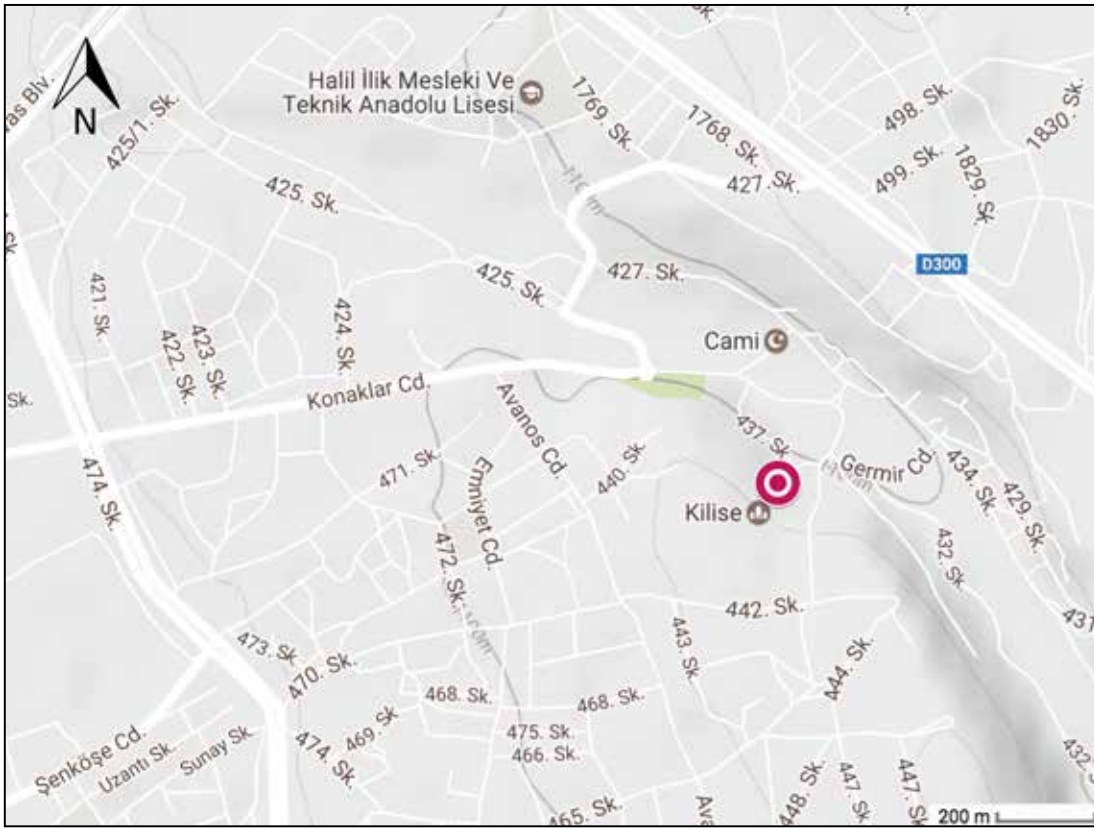 N
Halil İlik Mesleki Ve
Teknik Anadolu Lisesi
1769. Sk.
1768. Sk.
498. Sk.
1830. Sk.
425/1. Sk.
425. Sk.
427. Sk.
499. Sk.
1829. Sk.
D300
Sk.
421. Sk.
422. Sk.
423. Sk.
424. Sk.
425. Sk.
427. Sk.
Cami
Konaklar Cd.
Sk.
Avanos Cd.
437. Sk.
Germir Cd.
434. Sk.
429. Sk.
471. Sk.
Emniyet Cd.
440. Sk.
Kilise
474. Sk.
472. Sk.
432. Sk.
442. Sk.
431
473. Sk.
470. Sk.
443. Sk.
444. Sk.
468. Sk.
468. Sk.
469. Sk
475. Sk.
466. Sk.
474. Sk.
Şenköşe Cd.
Uzantı Sk.
Sunay Sk.
448. Sk.
447. Sk.
447. Sk.
432. Sk
465. Sk.
200 m